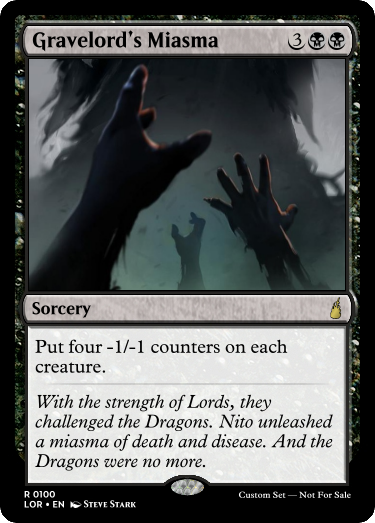 Gravelord's Miasma 3
Sorcery
Put four -1/-1 counters on each
creature.
With the strength of Lords, they
challenged the Dragons. Nito unleashed
a miasma of death and disease. And the
Dragons were no more.
R 0100
LOR • EN Steve Stark
Custom Set — Not For Sale